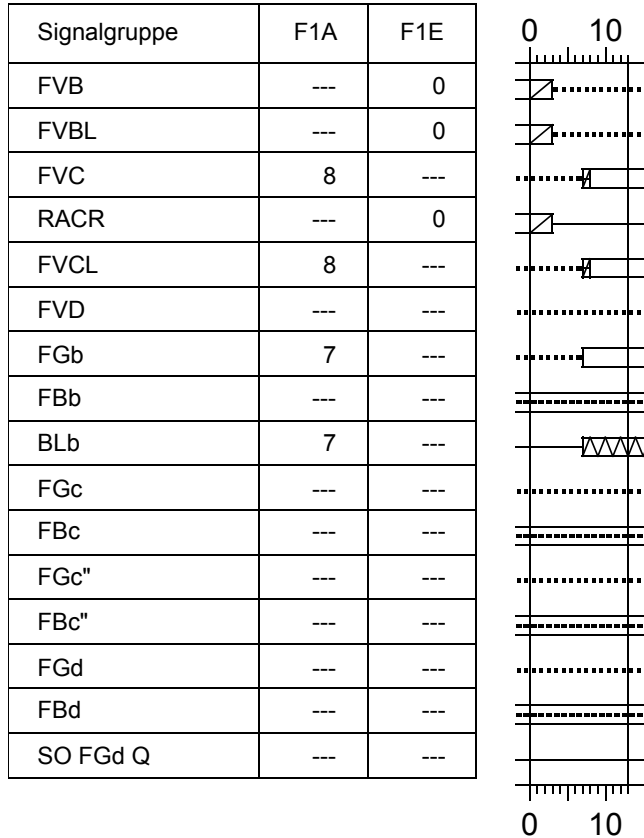 Signalgruppe F1A F1E 0 10
FVB --- 0
FVBL --- 0
FVC 8 ---
RACR --- 0
FVCL 8 ---
FVD --- ---
FGb 7 ---
FBb --- ---
BLb 7 ---
FGc --- ---
FBc --- ---
FGc" --- ---
FBc" --- ---
FGd --- ---
FBd --- ---
SO FGd Q --- ---
0 10